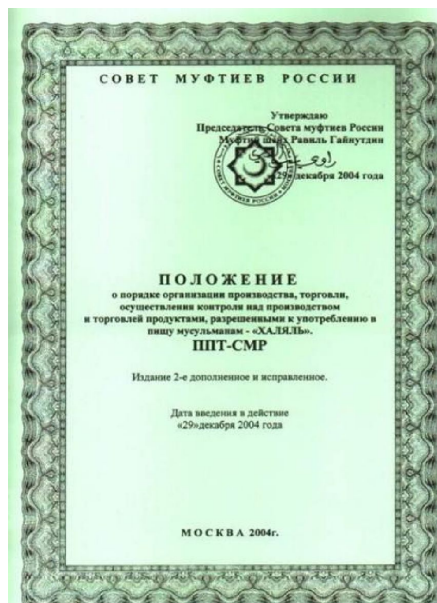 СОВЕТ МУФТИЕВ РОССИИ
Утверждаю
Председатель Совета муфтиев России
Муфтий шейх Равиль Гайнутдин
«29»декабря 2004 года
ПОЛОЖЕНИЕ
о порядке организации производства, торговли,
осуществления контроля над производством
и торговлей продуктами, разрешенными к употреблению в
пищу мусульманам - «ХАЛЯЛЬ».
ППТ-СМР
Издание 2-е дополненное и исправленное.
Дата введения в действие
«29»декабря 2004 года
МОСКВА 2004г.